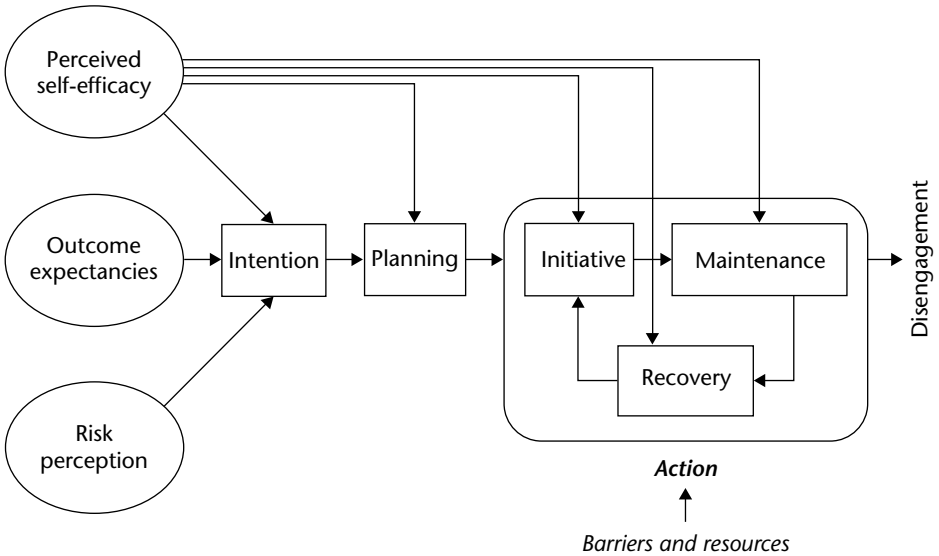 Perceived
self-efficacy
Outcome
expectancies
Risk
perception
Intention
Planning
Initiative
Maintenance
Recovery
Disengagement
Action
Barriers and resources